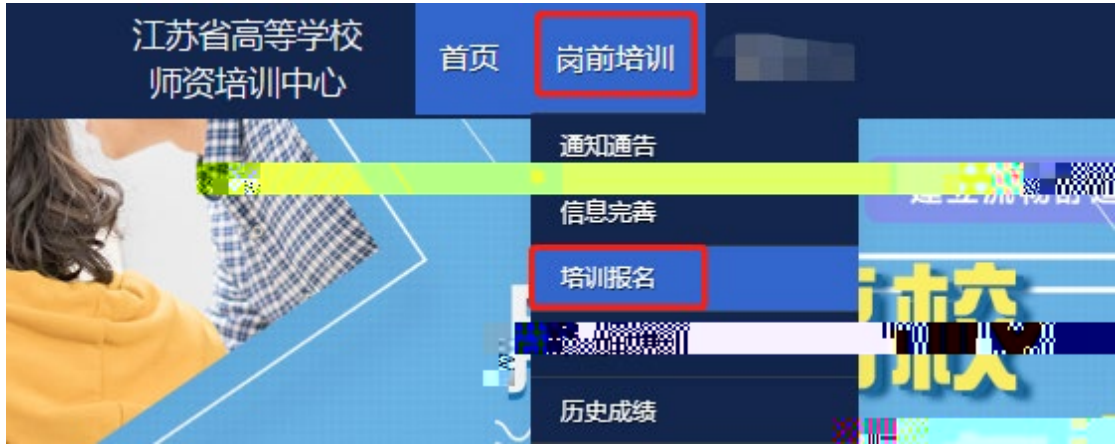 江苏省高等学校
师资培训中心
首页
岗前培训
通知通告
信息完善
培训报名
历史成绩
校